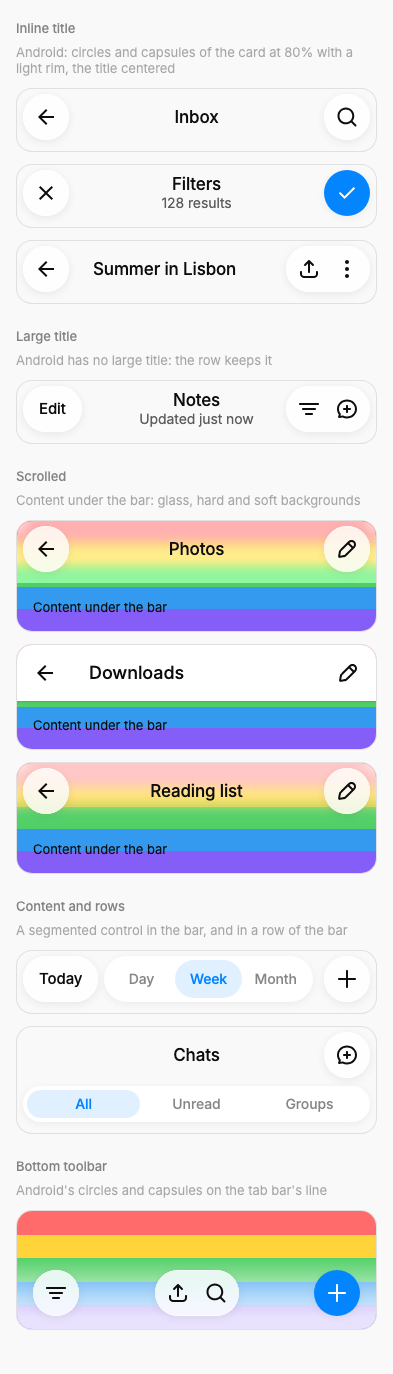 Inline title
Android: circles and capsules of the card at 80% with a
light rim, the title centered
Inbox
Filters
128 results
Summer in Lisbon
Large title
Android has no large title: the row keeps it
Edit
Notes
Updated just now
Scrolled
Content under the bar: glass, hard and soft backgrounds
Photos
Content under the bar
Downloads
Content under the bar
Reading list
Content under the bar
Content and rows
A segmented control in the bar, and in a row of the bar
Today Day Week Month
Chats
All Unread Groups
Bottom toolbar
Android's circles and capsules on the tab bar's line